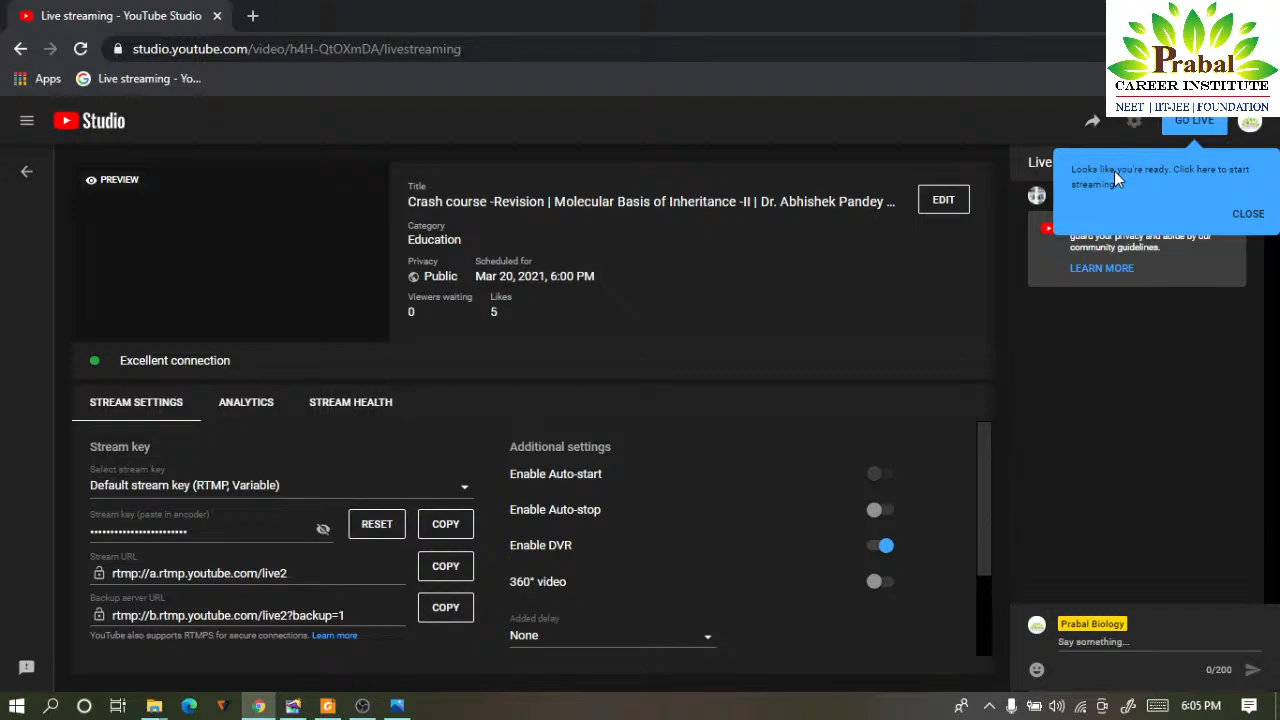 Live streaming - YouTube Studio
studio.youtube.com/video/h4H-QtOXmDA/livestreaming
Apps
Live streaming - Yo...
Prabal
CAREER INSTITUTE
NEET | IIT-JEE | FOUNDATION
Studio
GO LIVE
PREVIEW
Title
Crash course -Revision | Molecular Basis of Inheritance -II | Dr. Abhishek Pandey ...
EDIT
Category
Education
Privacy
Public
Scheduled for
Mar 20, 2021, 6:00 PM
Viewers waiting
0
Likes
5
Excellent connection
Live
Looks like you're ready. Click here to start
streaming
CLOSE
guard your privacy and abide by our
community guidelines.
LEARN MORE
STREAM SETTINGS
ANALYTICS
STREAM HEALTH
Stream key
Select stream key
Default stream key (RTMP, Variable)
Stream key (paste in encoder)
RESET
COPY
Stream URL
rtmp://a.rtmp.youtube.com/live2
COPY
Backup server URL
rtmp://b.rtmp.youtube.com/live2?backup=1
COPY
YouTube also supports RTMPS for secure connections. Learn more
Additional settings
Enable Auto-start
Enable Auto-stop
Enable DVR
360° video
Added delay
None
Prabal Biology
Say something...
0/200
6:05 PM